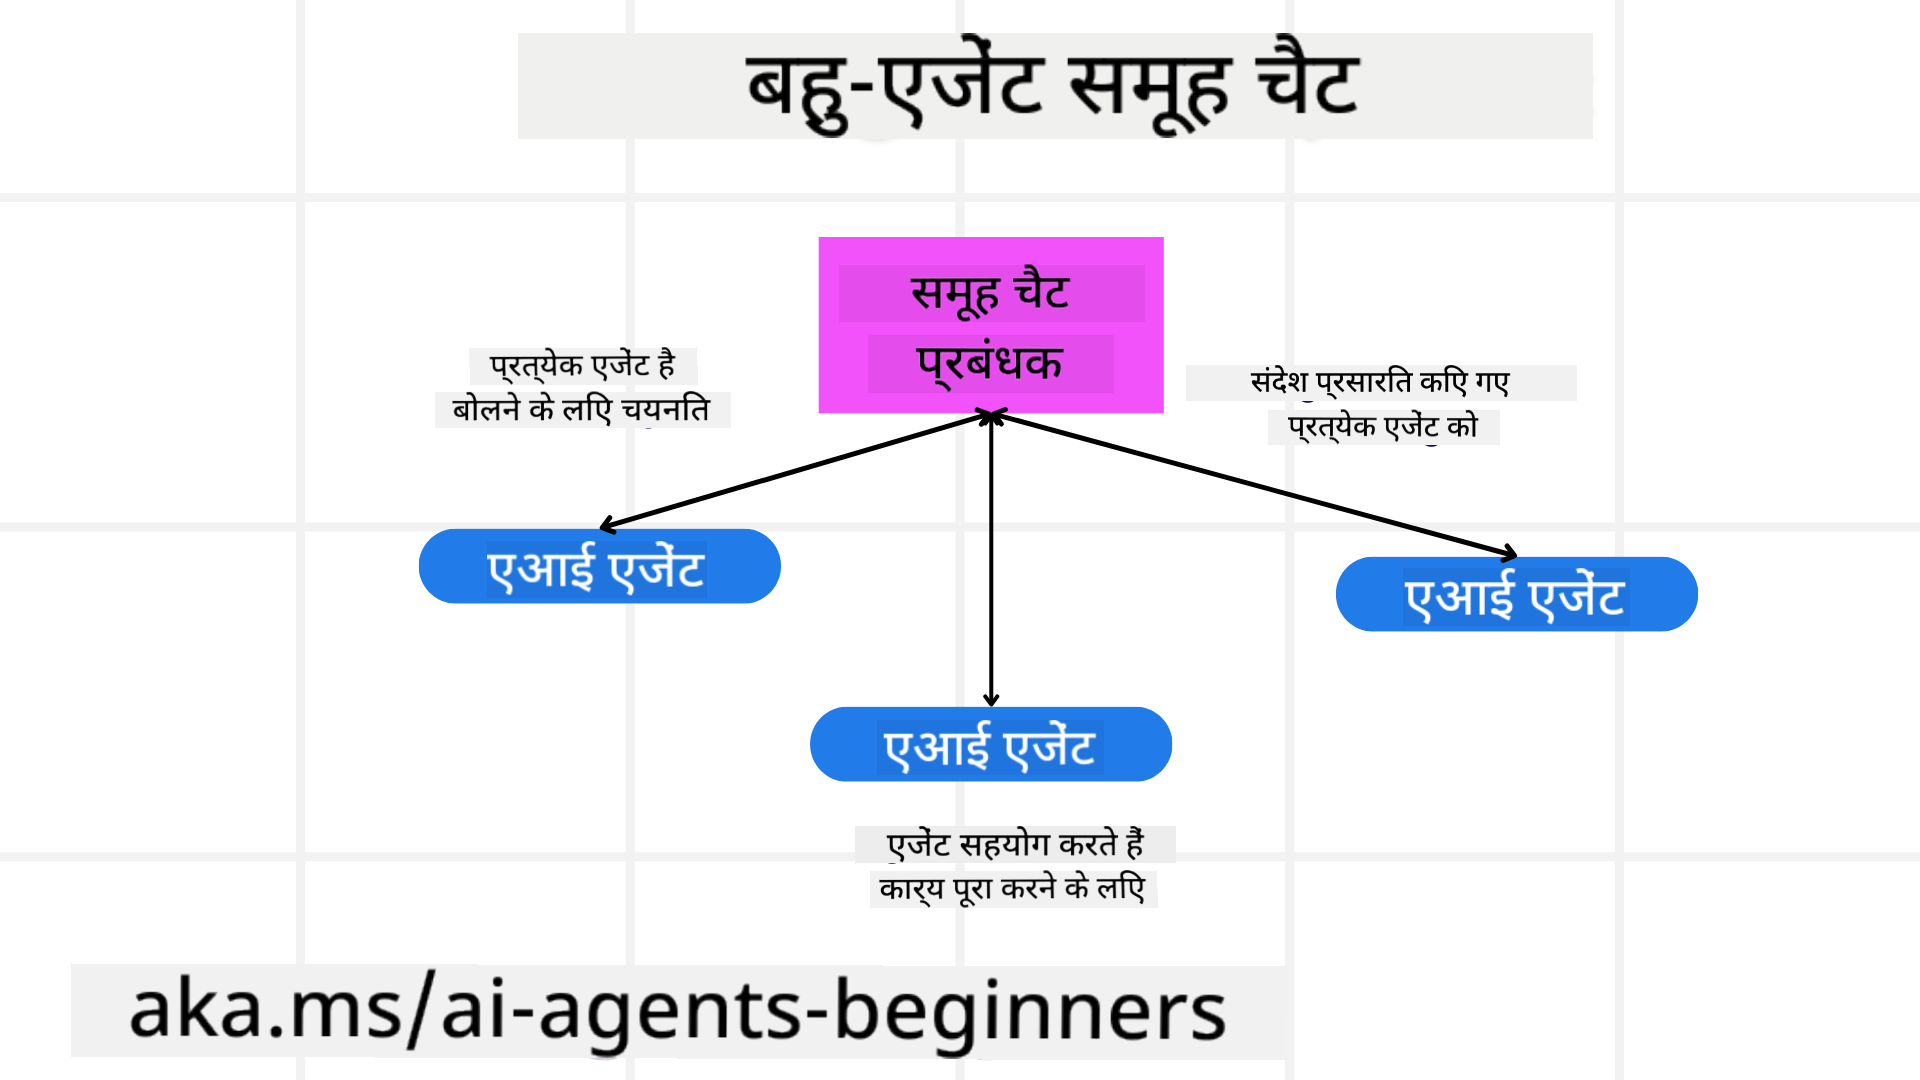 बहु-एजेंट समूह चैट
समूह चैट
प्रबंधक
प्रत्येक एजेंट है
बोलने के लिए चयनित
संदेश प्रसारित किए गए
प्रत्येक एजेंट को
एआई एजेंट
एआई एजेंट
एआई एजेंट
एजेंट सहयोग करते हैं
कार्य पूरा करने के लिए
aka.ms/ai-agents-beginners